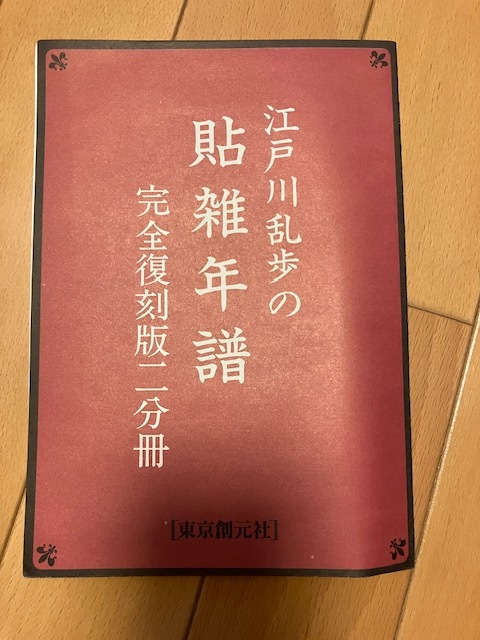 江戸川乱歩の
貼雑年譜
完全復刻版二分冊
[東京創元社]